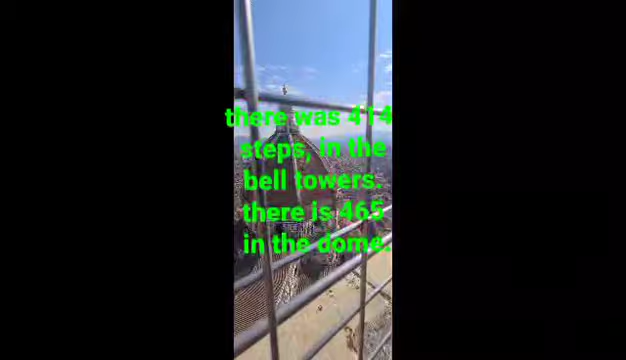 there was 414
steps, in the
bell towers.
there is 465
in the dome.